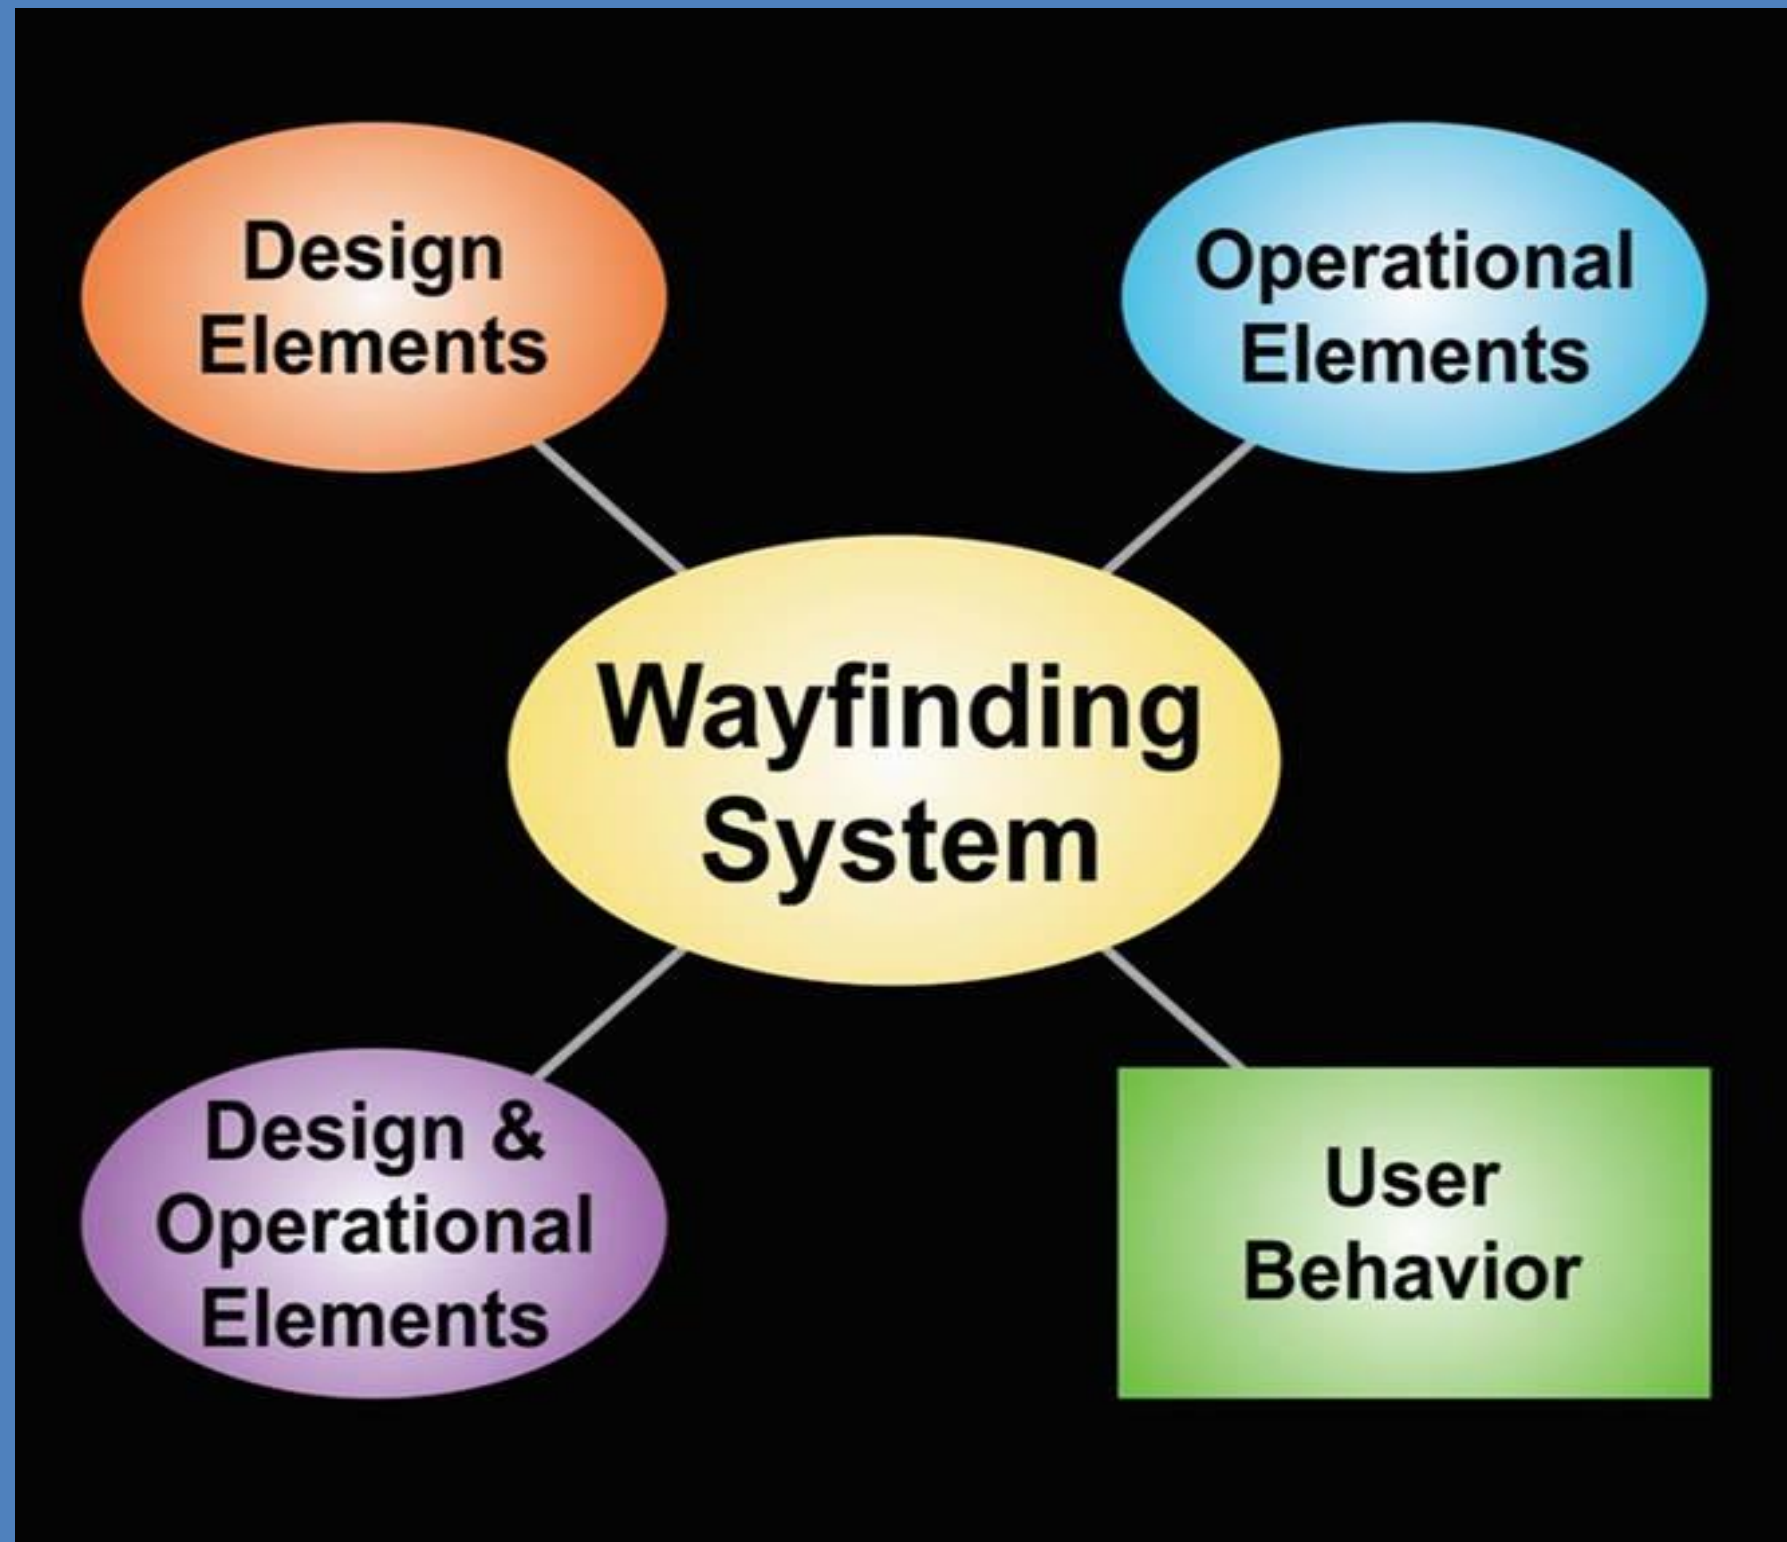 Design
Elements
Operational
Elements
Wayfinding
System
Design &
Operational
Elements
User
Behavior